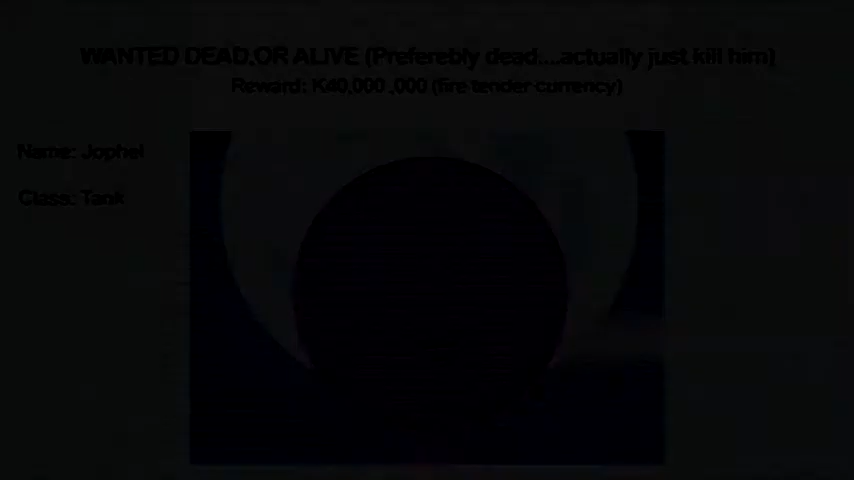 WANTED DEAD OR ALIVE (Preferebly dead....actually just kill him)
Reward: K40,000 ,000 (fire tender currency)
Name: Jophel
Class: Tank